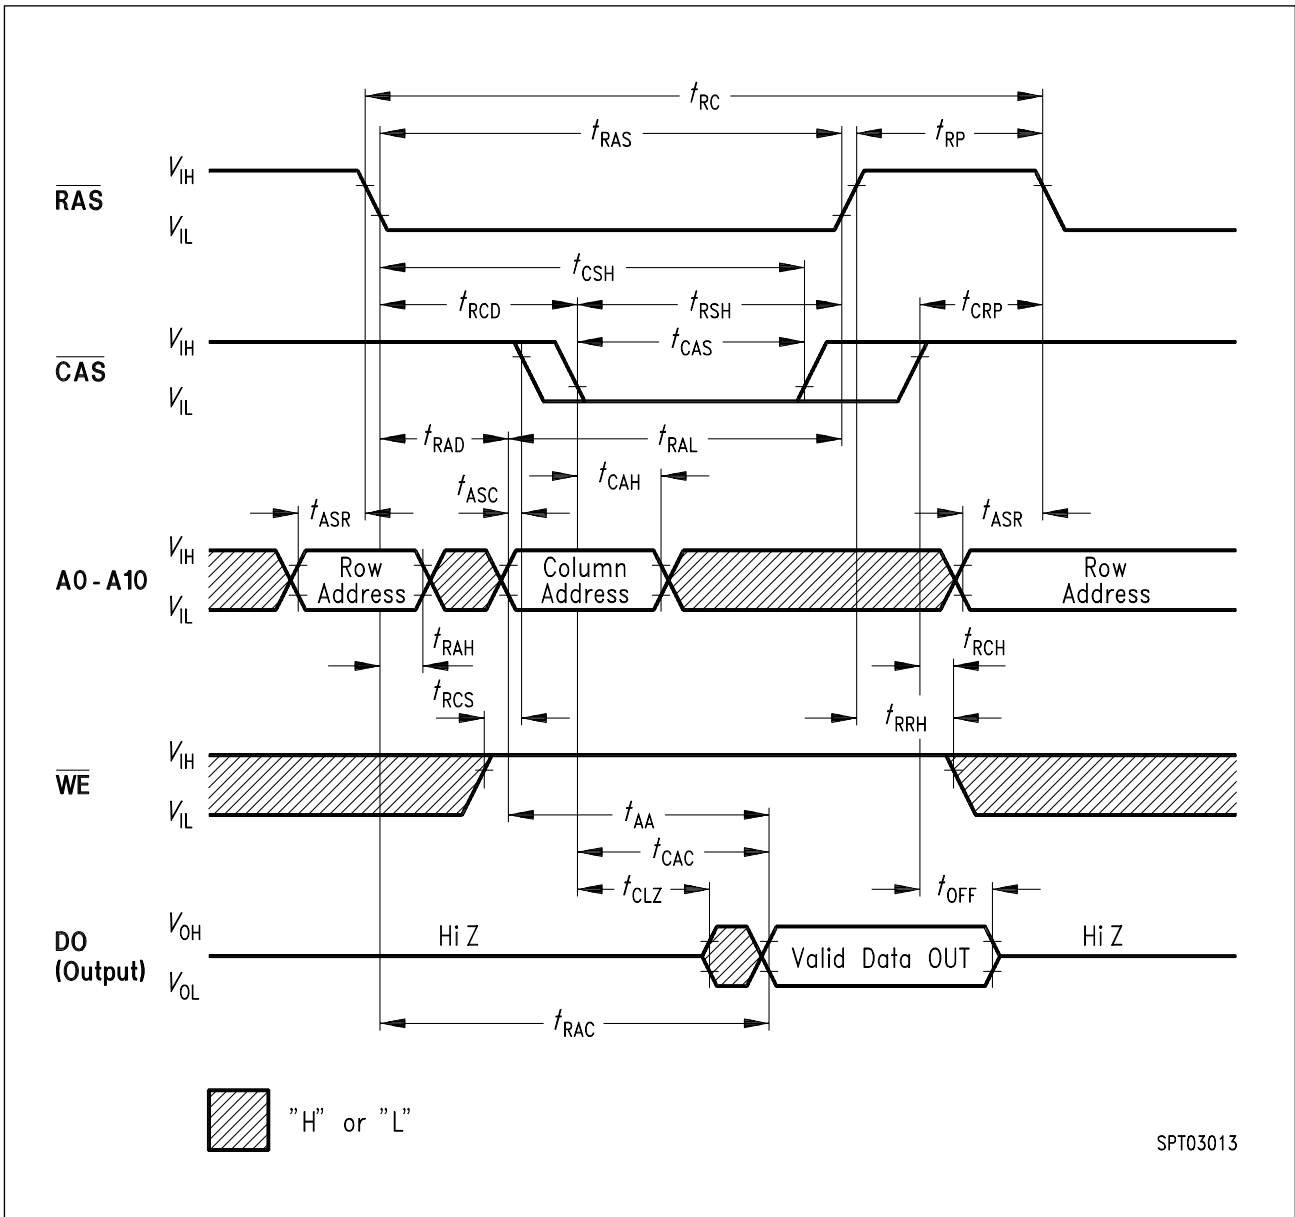 tRC
tRAS
tRP
VIH
RAS
VIL
tCSH
tRCD
tRSH
tCRP
VIH
tCAS
CAS
VIL
tRAD
tRAL
tCAH
tASC
tASR
tASR
VIH
Row
Column
Row
A0 - A10
Address
Address
Address
VIL
tRAH
tRCH
tRCS
tRRH
VIH
WE
VIL
tAA
tCAC
tCLZ
tOFF
VOH
Hi Z
Hi Z
DO
(Output)
Valid Data OUT
VOL
tRAC
"H" or "L"
SPT03013